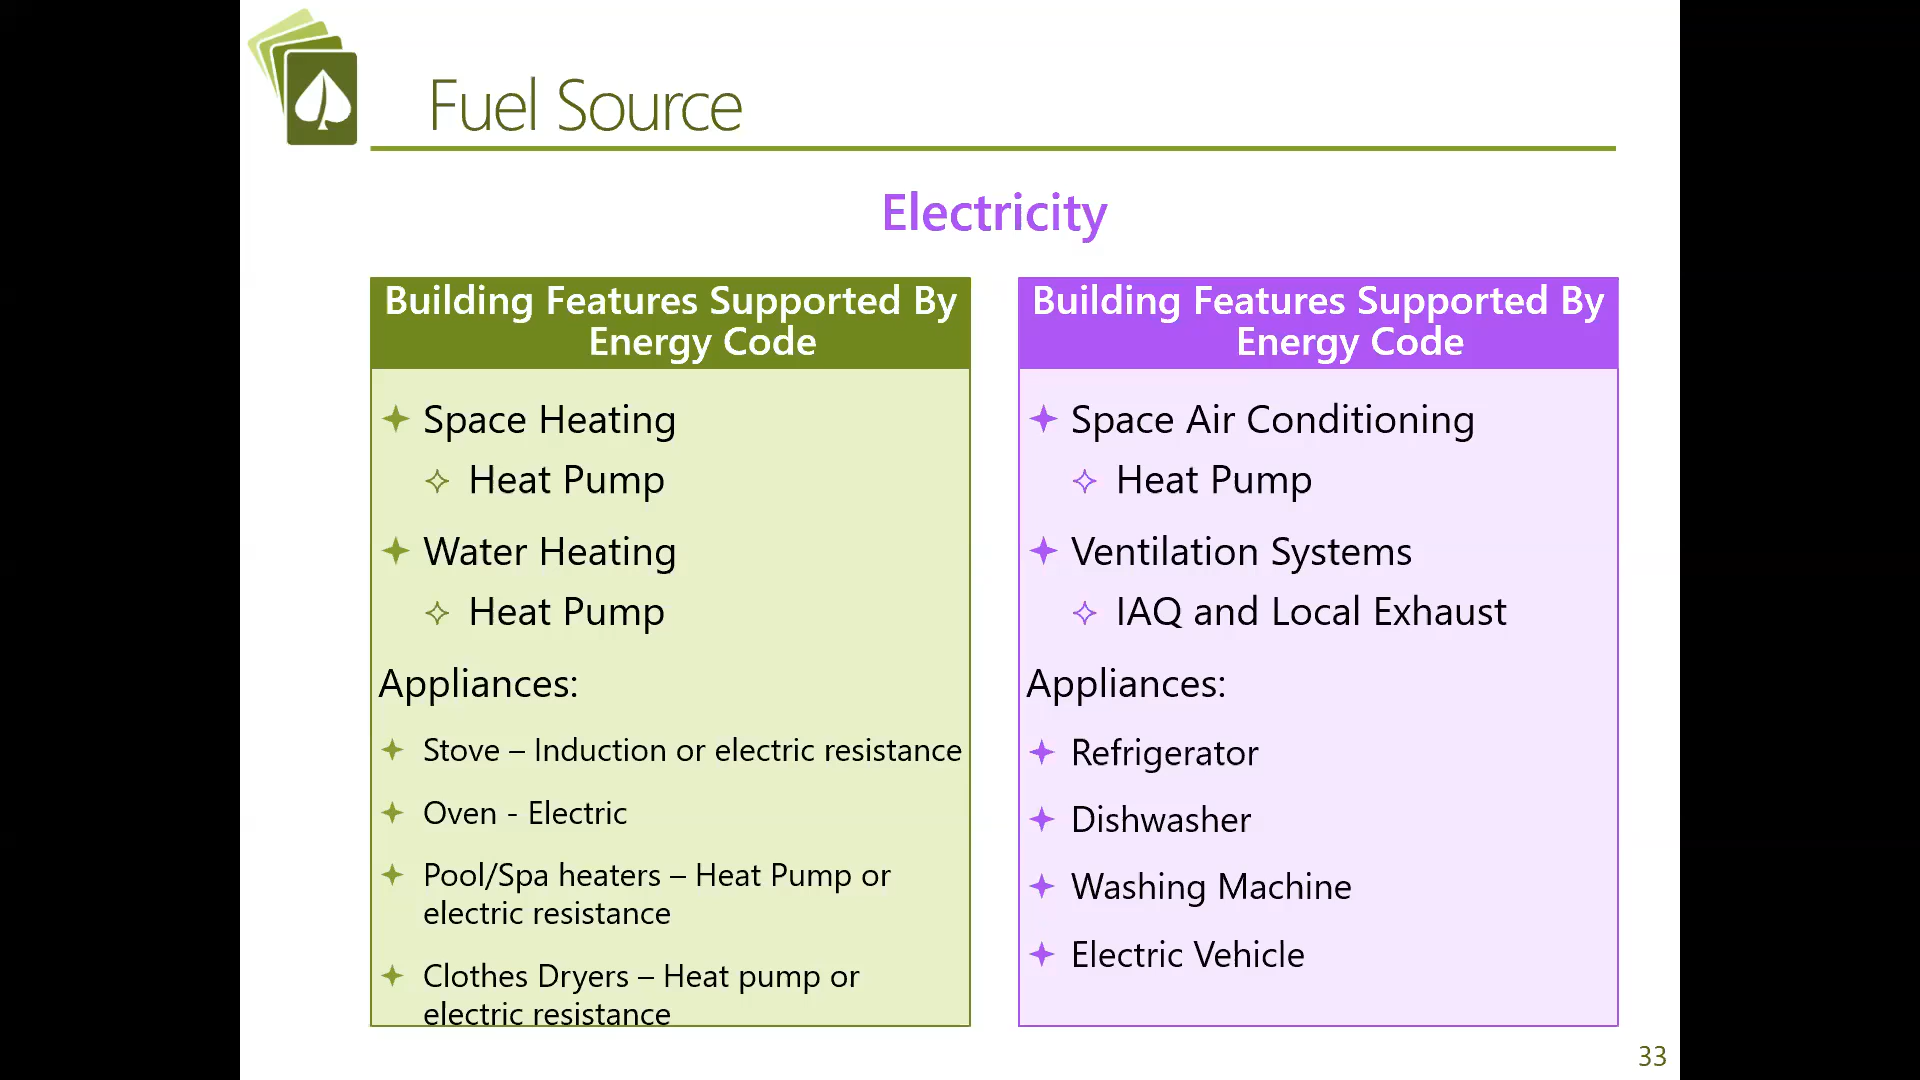 Fuel Source
Electricity
Building Features Supported By
Energy Code
Space Heating
Heat Pump
Water Heating
Heat Pump
Appliances:
Stove – Induction or electric resistance
Oven - Electric
Pool/Spa heaters – Heat Pump or
electric resistance
Clothes Dryers – Heat pump or
electric resistance
Building Features Supported By
Energy Code
Space Air Conditioning
Heat Pump
Ventilation Systems
IAQ and Local Exhaust
Appliances:
Refrigerator
Dishwasher
Washing Machine
Electric Vehicle
33